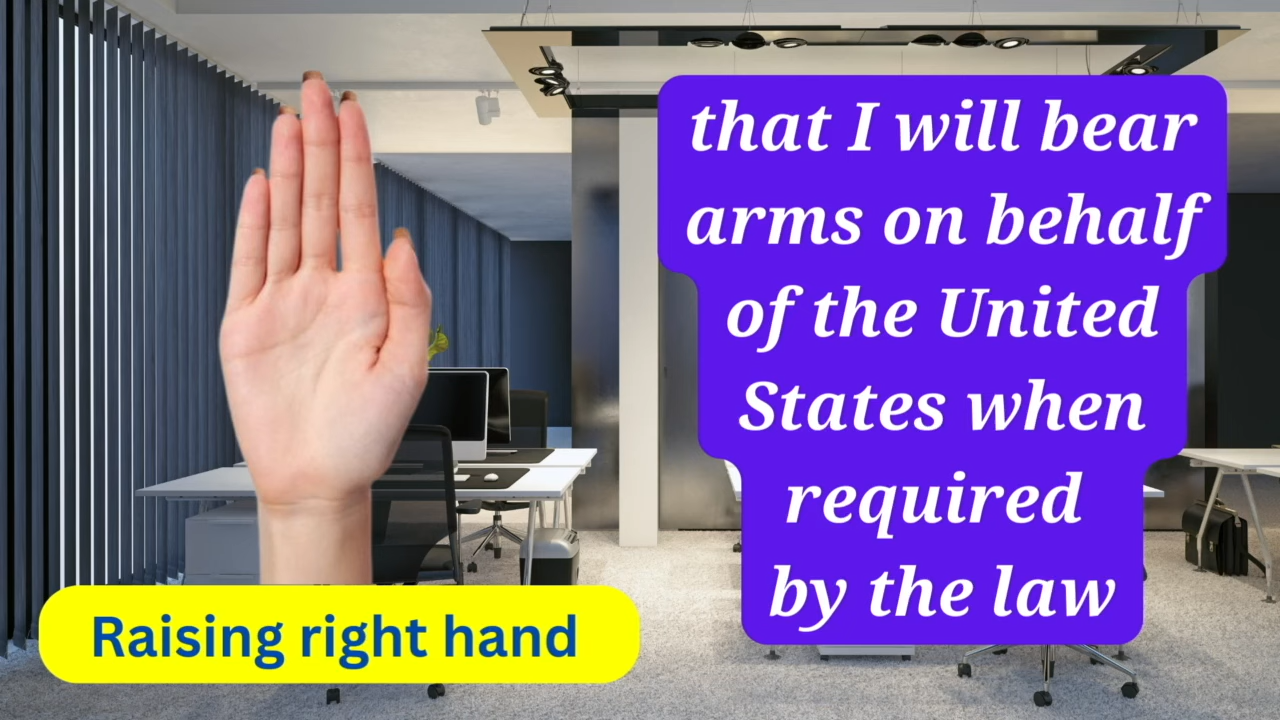 that I will bear
arms on behalf
of the United
States when
required
by the law
Raising right hand